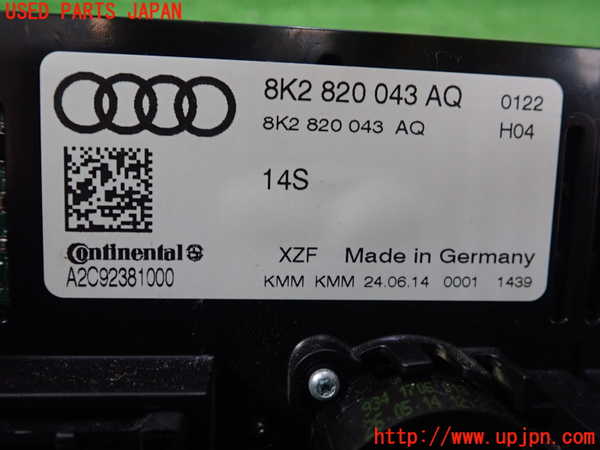 USED PARTS JAPAN
8K2 820 043 AQ 0122
8K2 820 043 AQ H04
14S
Continental XZF Made in Germany
A2C92381000 KMM KMM 24.06.14 0001 1439
http://www.upjpn.com/